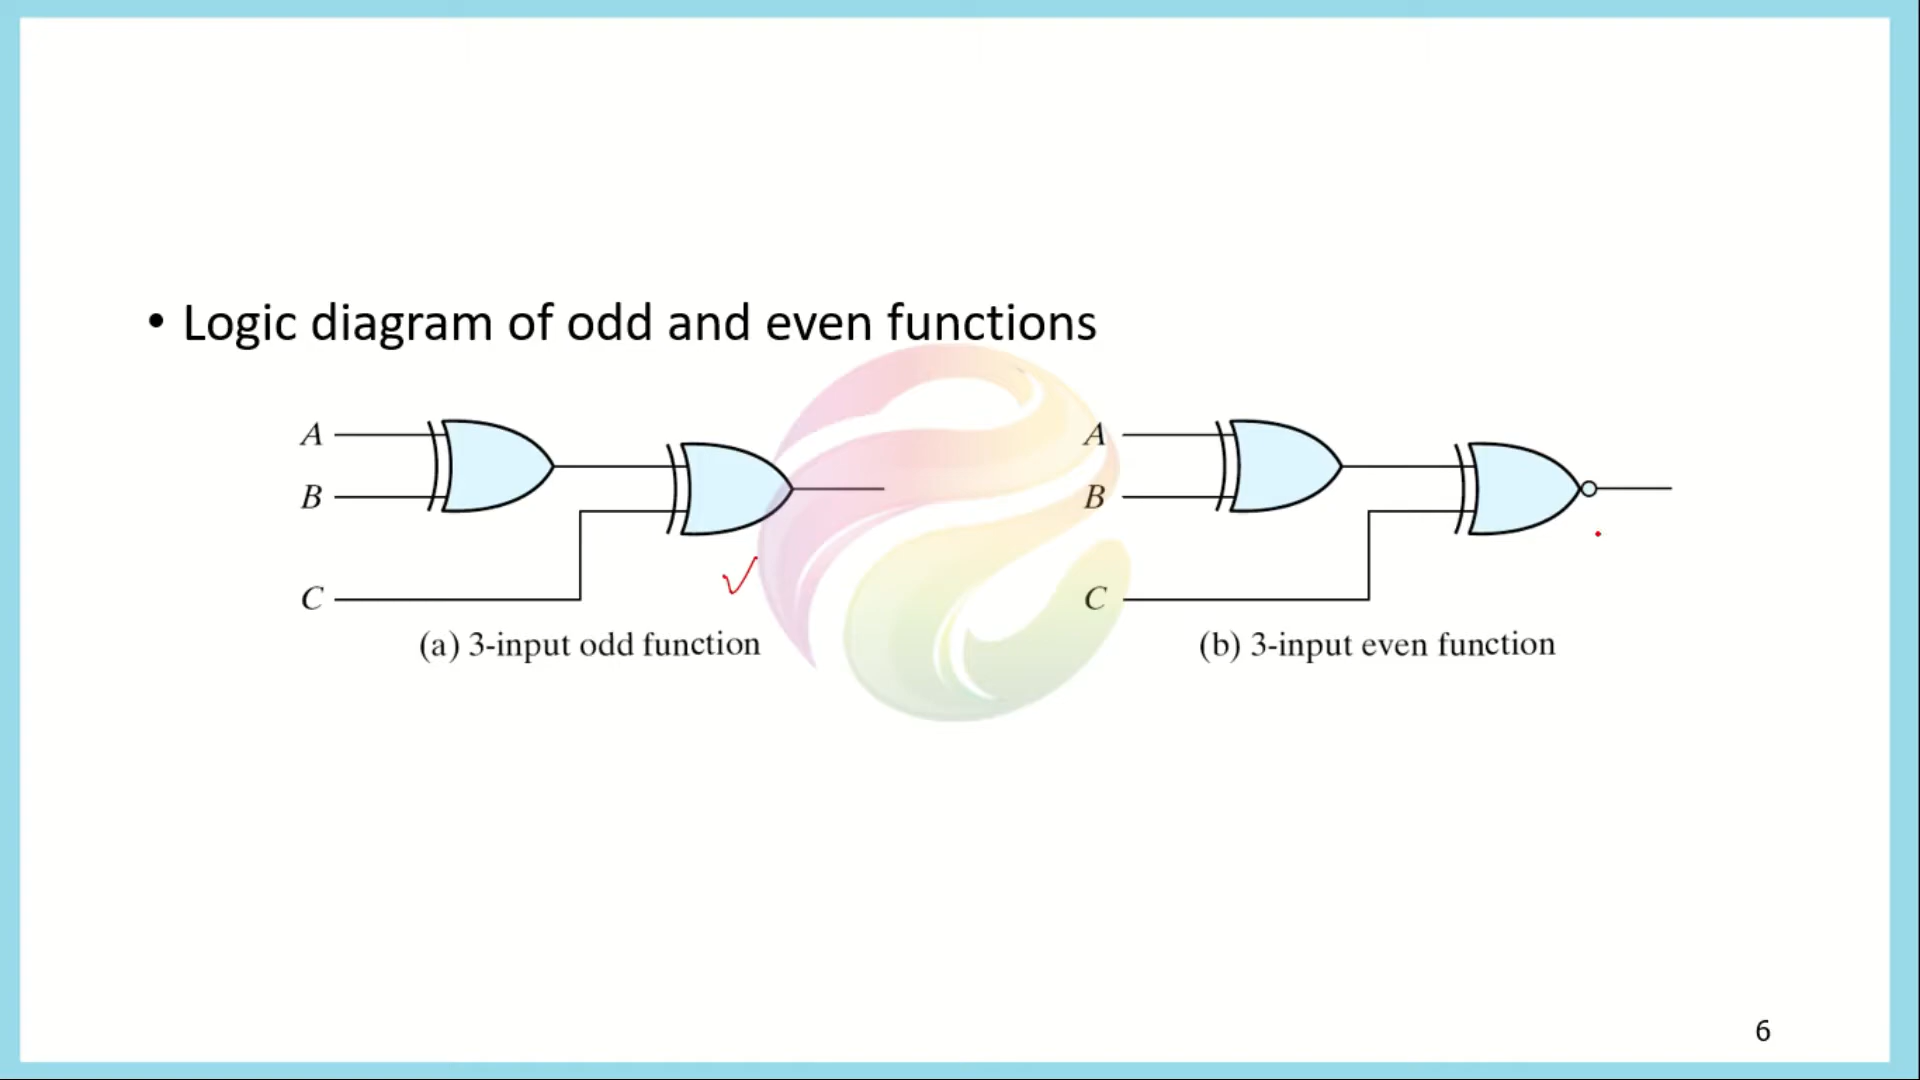 • Logic diagram of odd and even functions
A
B
C
(a) 3-input odd function
A
B
C
(b) 3-input even function
6